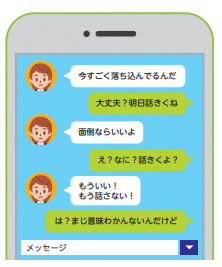 今すごく落ち込んでるんだ
大丈夫？明日話きくね
面倒ならいいよ
え？なに？話きくよ？
もういい！
もう話さない！
は？まじ意味わかんないんだけど
メッセージ